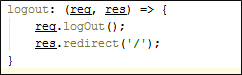 logout: (req, res) => {
    req.logOut();
    res.redirect('/');
}